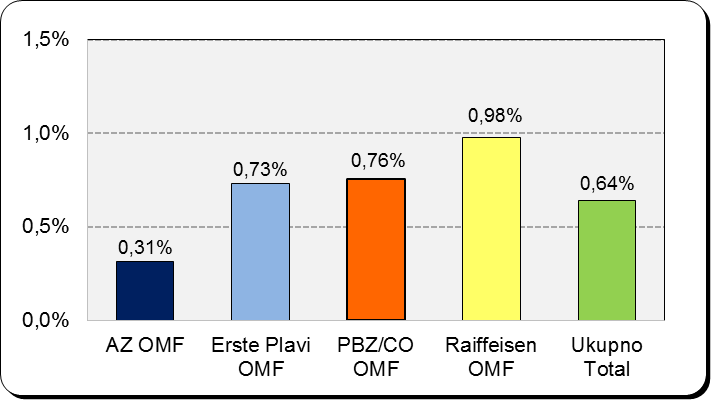 1,5%
1,0%
0,5%
0,0%
0,31%
0,73%
0,76%
0,98%
0,64%
AZ OMF
Erste Plavi
OMF
PBZ/CO
OMF
Raiffeisen
OMF
Ukupno
Total